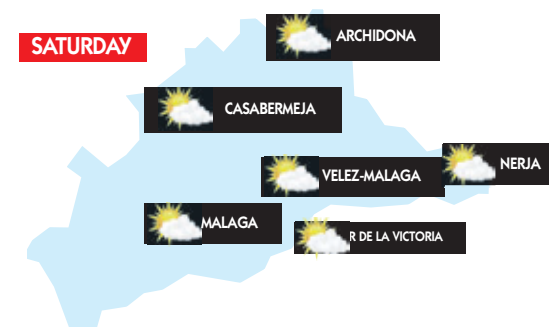 SATURDAY
ARCHIDONA
CASABERMEJA
VELEZ-MALAGA
NERJA
MALAGA
R DE LA VICTORIA